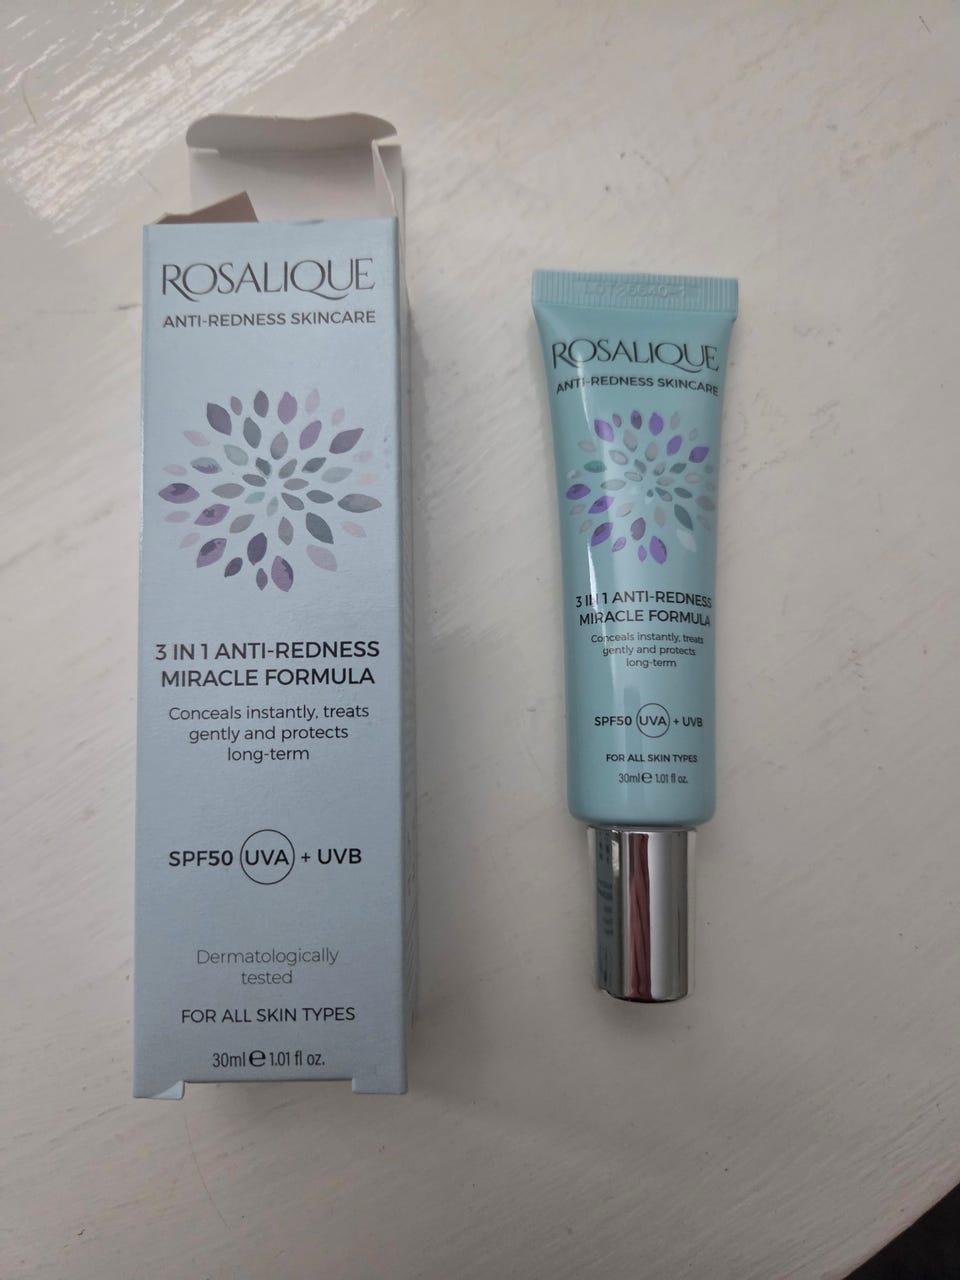 ROSALIQUE
ANTI-REDNESS SKINCARE
3 IN 1 ANTI-REDNESS
MIRACLE FORMULA
Conceals instantly, treats
gently and protects
long-term
SPF50 UVA + UVB
Dermatologically
tested
FOR ALL SKIN TYPES
30ml e 1.01 fl oz.
ROSALIQUE
ANTI-REDNESS SKINCARE
3 IN 1 ANTI-REDNESS
MIRACLE FORMULA
Conceals instantly, treats
gently and protects
long-term
SPF50 UVA + UVB
FOR ALL SKIN TYPES
30ml e 1.01 fl oz.